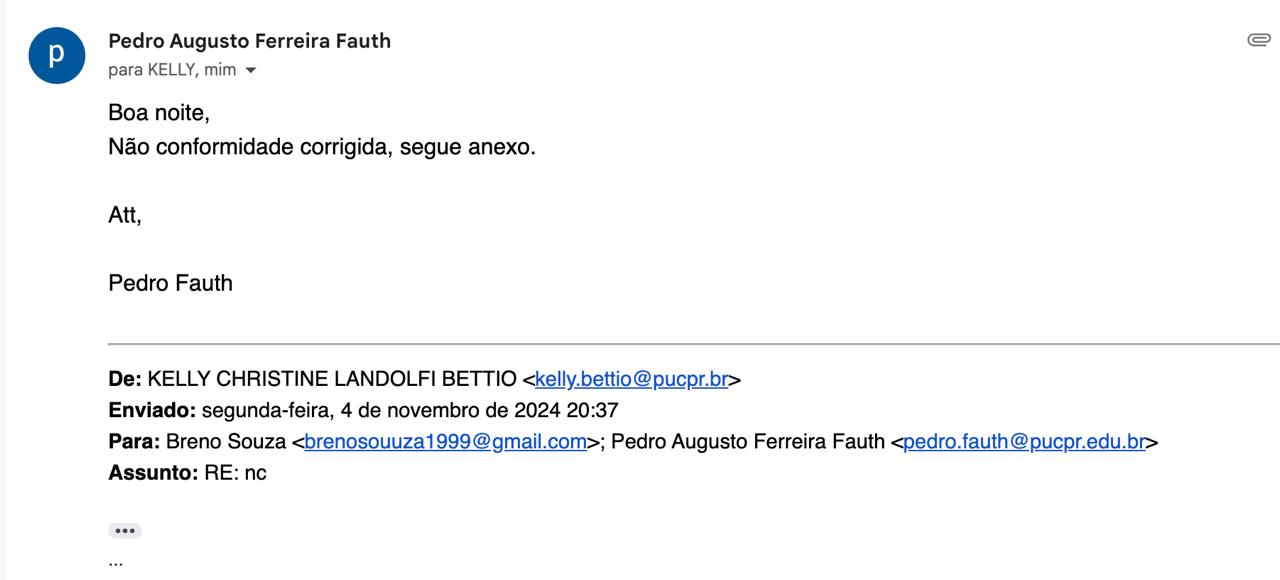 p
Pedro Augusto Ferreira Fauth
para KELLY, mim
Boa noite,
Não conformidade corrigida, segue anexo.
Att,
Pedro Fauth
De: KELLY CHRISTINE LANDOLFI BETTIO <kelly.bettio@pucpr.br>
Enviado: segunda-feira, 4 de novembro de 2024 20:37
Para: Breno Souza <brenosouuza1999@gmail.com>; Pedro Augusto Ferreira Fauth <pedro.fauth@pucpr.edu.br>
Assunto: RE: nc
...